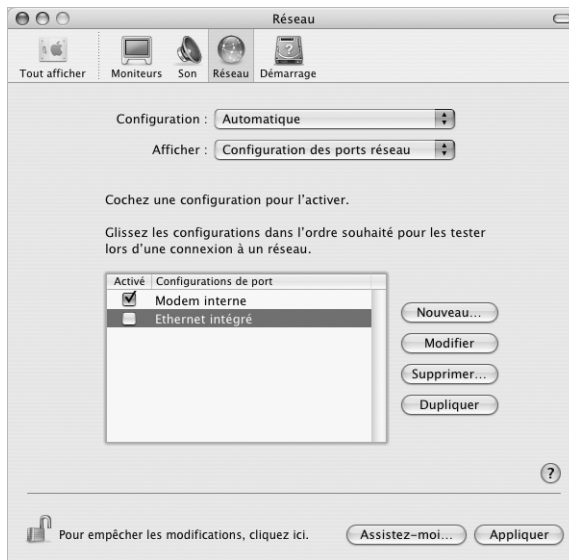 Réseau
Tout afficher
Moniteurs
Son
Réseau
Démarrage
Configuration :
Automatique
Afficher :
Configuration des ports réseau
Cochez une configuration pour l'activer.
Glissez les configurations dans l'ordre souhaité pour les tester
lors d'une connexion à un réseau.
Activé
Configurations de port
Modem interne
Ethernet intégré
Nouveau...
Modifier
Supprimer...
Dupliquer
?
Pour empêcher les modifications, cliquez ici.
Assistez-moi...
Appliquer